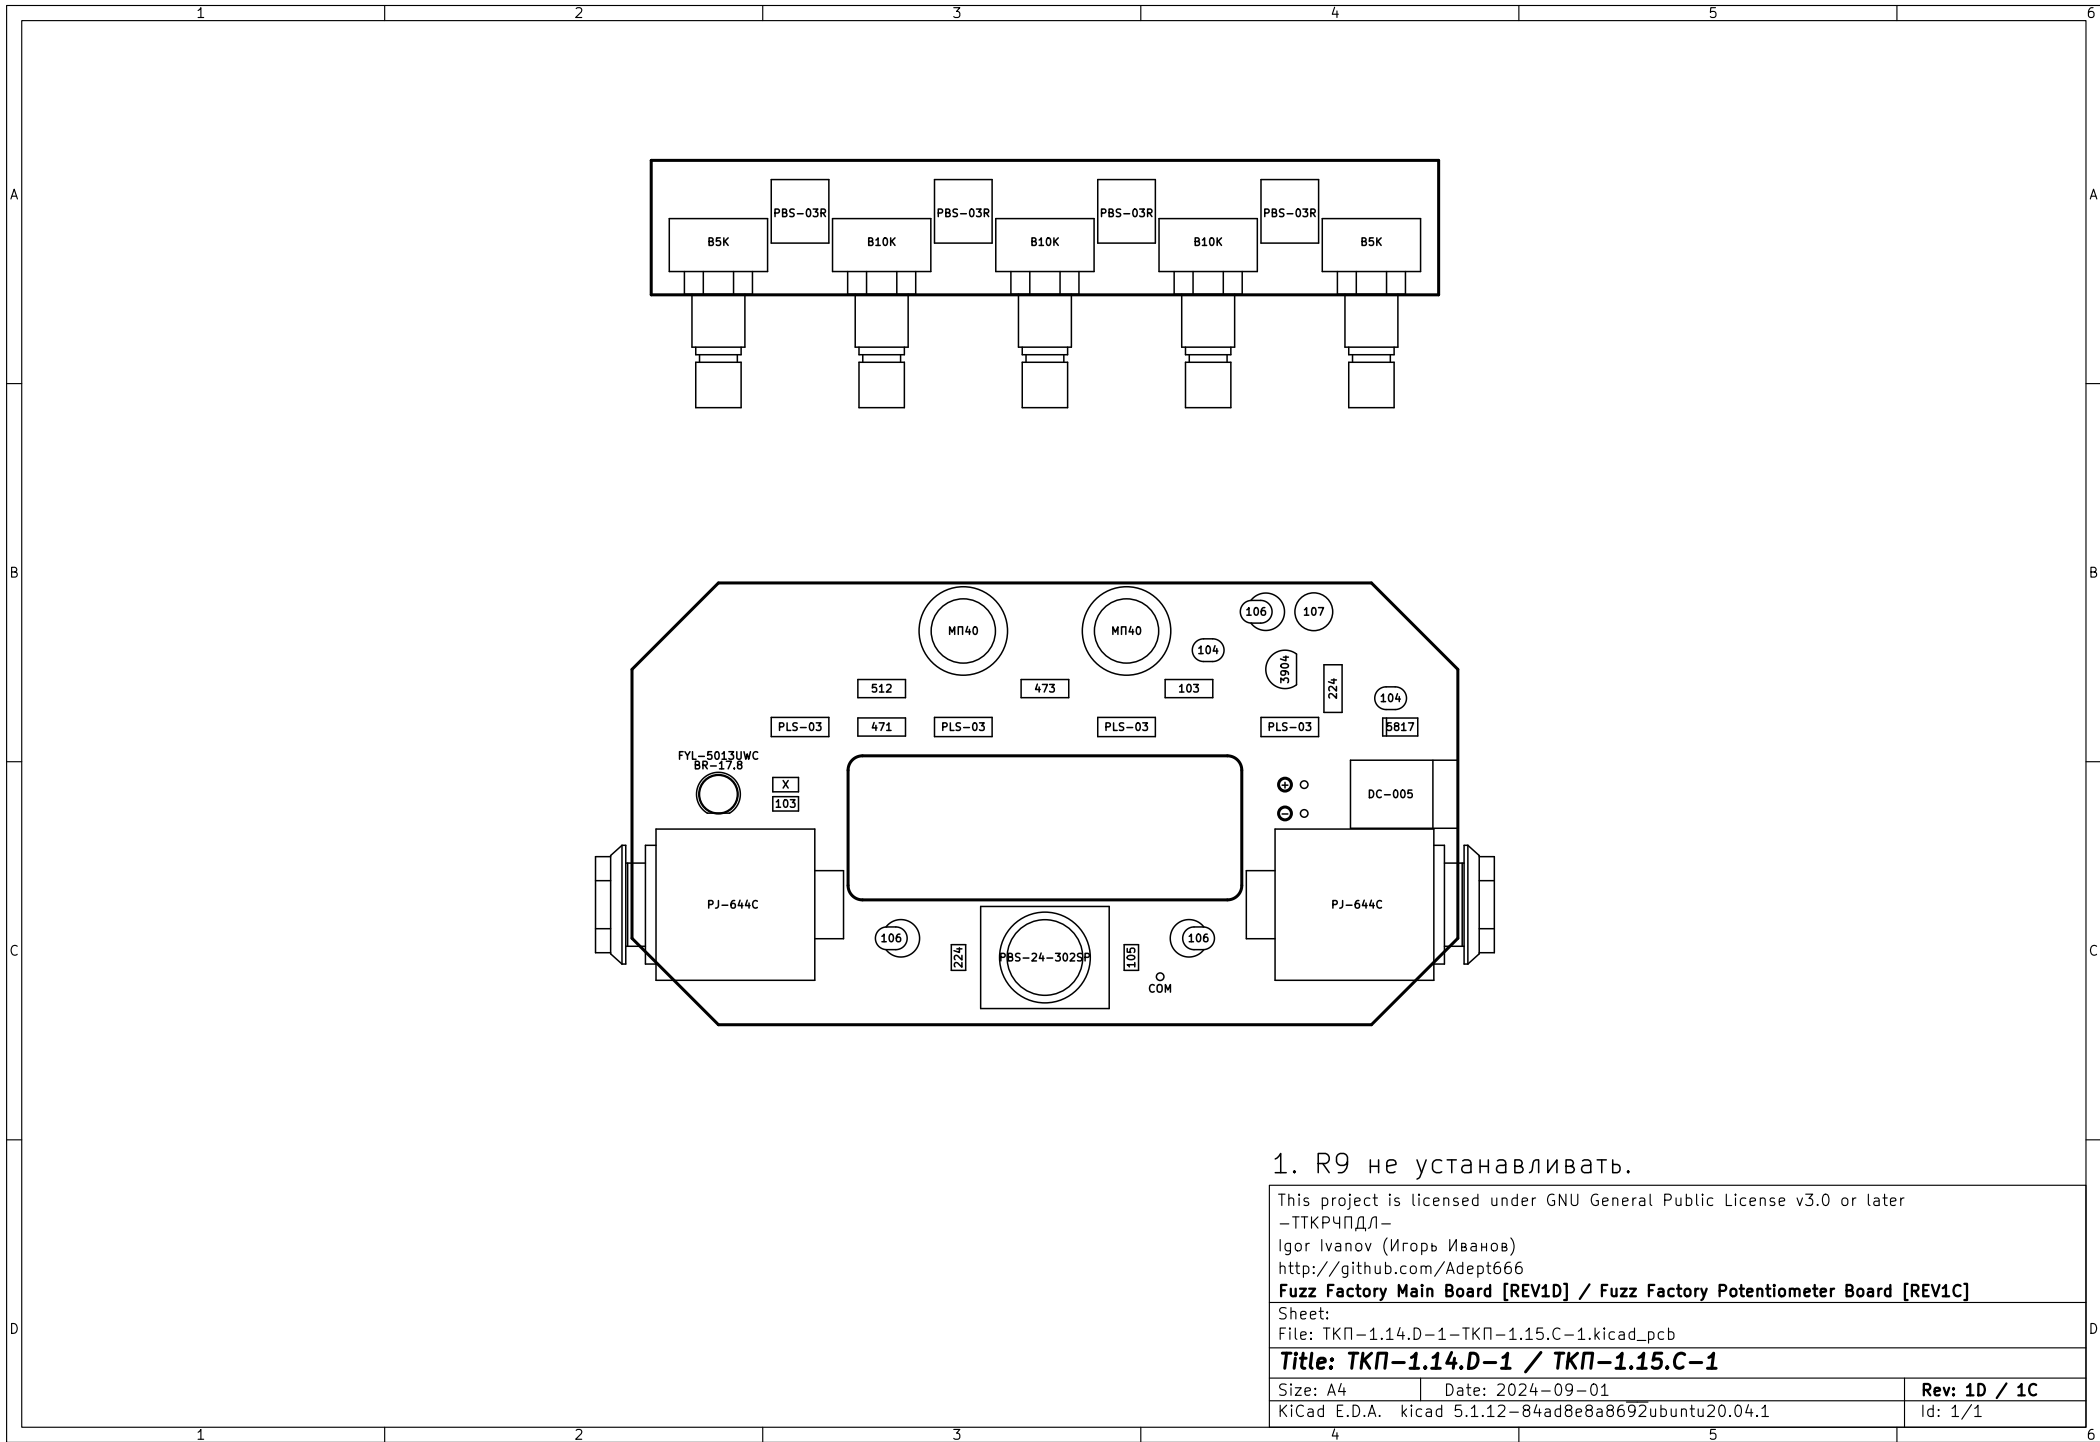 1 2 3 4 5 6
A A
PBS-03R PBS-03R PBS-03R PBS-03R
B5K B10K B10K B10K B5K
B B
МП40 МП40 106 107
104
3904
512 473 103 224 104
PLS-03 471 PLS-03 PLS-03 PLS-03 5817
FYL-5013UWC
BR-17.8
X + DC-005
103 -
PJ-644C PJ-644C
106 106
C C
224 PBS-24-302SP 105
COM
1. R9 не устанавливать.
This project is licensed under GNU General Public License v3.0 or later
-ТТКРЧПДЛ-
Igor Ivanov (Игорь Иванов)
http://github.com/Adept666
Fuzz Factory Main Board [REV1D] / Fuzz Factory Potentiometer Board [REV1C]
Sheet:
D D
File: ТКП-1.14.D-1-ТКП-1.15.C-1.kicad_pcb
Title: ТКП-1.14.D-1 / ТКП-1.15.C-1
Size: A4 Date: 2024-09-01 Rev: 1D / 1C
KiCad E.D.A. kicad 5.1.12-84ad8e8a8692ubuntu20.04.1 Id: 1/1
1 2 3 4 5 6